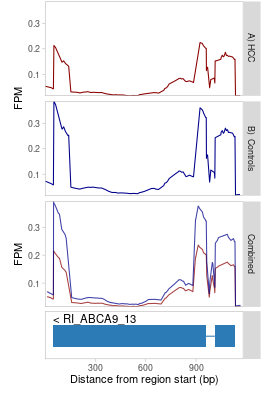 0.3
0.2
0.1
A) HCC
FPM
0.3
0.2
0.1
B) Controls
0.3
0.2
0.1
Combined
FPM
< RI_ABCA9_13
300
600
900
Distance from region start (bp)